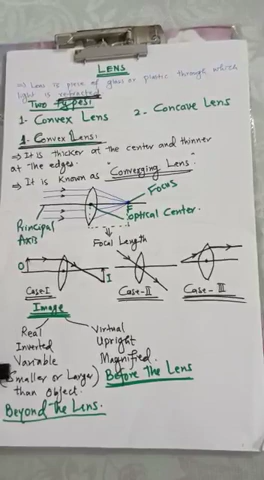 LENS
⇒ Lens is piece of glass or plastic through which
light is refracted
Two Types:
1- Convex Lens
2- Concave Lens
1- Convex Lens:
⇒ It is thicker at the center and thinner
at the edges.
⇒ It is known as Converging Lens.
Focus
F
Optical Center.
Principal
Axis
Focal Length
O
I
Case-I
Case-II
Case-III
Image
Real
Inverted
Variable
(Smaller or Larger)
than object.
Beyond The Lens.
Virtual
Upright
Magnified.
Before The Lens